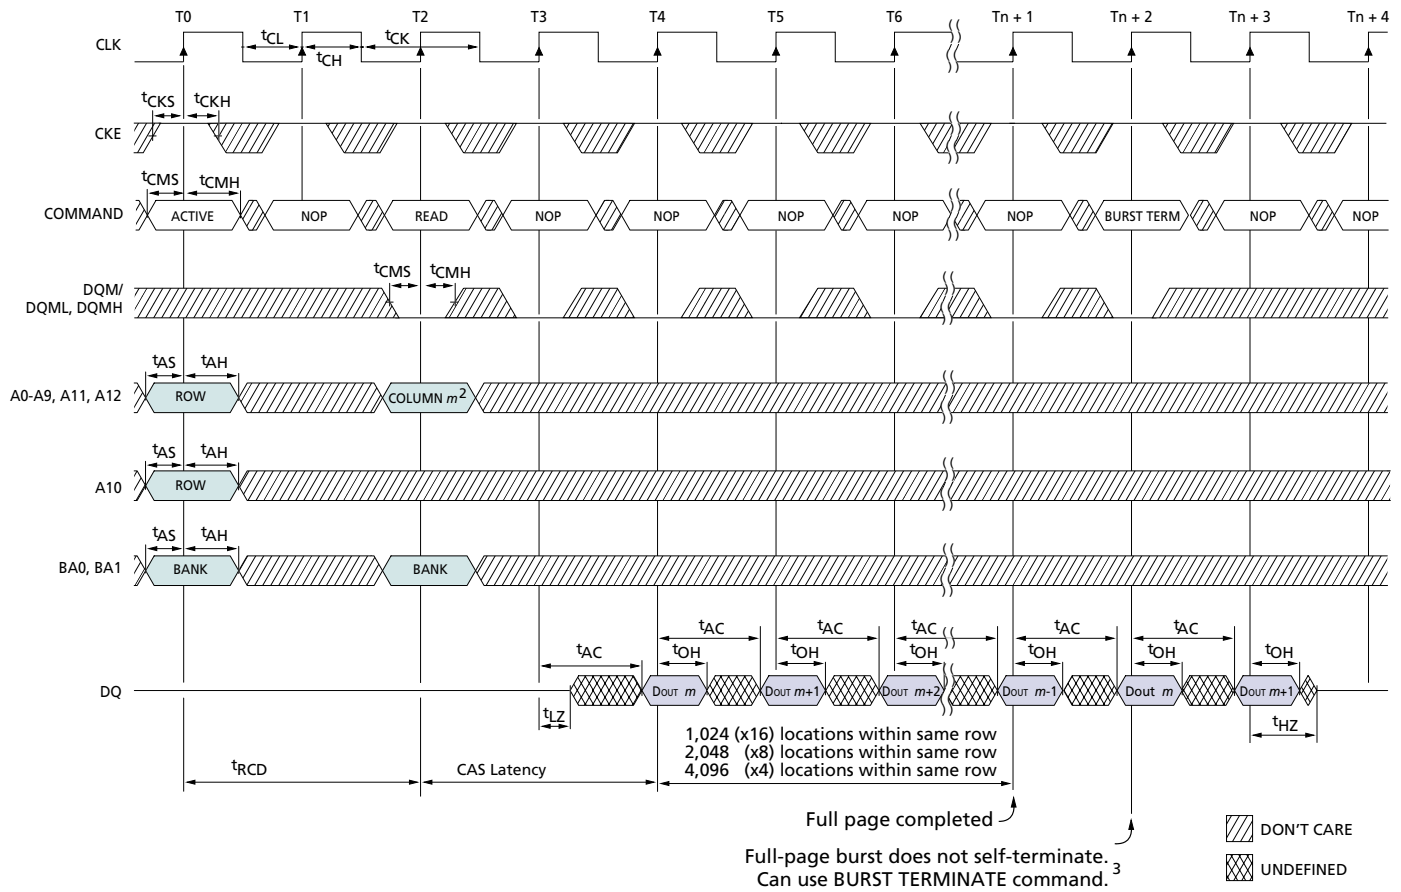 T0 T1 T2 T3 T4 T5 T6 Tn + 1 Tn + 2 Tn + 3 Tn + 4
CLK
tCL tCK
tCH
tCKS tCKH
CKE
tCMS tCMH
COMMAND ACTIVE NOP READ NOP NOP NOP NOP NOP BURST TERM NOP NOP
tCMS tCMH
DQM/
DQML, DQMH
tAS tAH
A0-A9, A11, A12 ROW COLUMN m2
tAS tAH
A10 ROW
tAS tAH
BA0, BA1 BANK BANK
tAC tAC tAC tAC tAC
tAC tOH tOH tOH tOH tOH tOH
DQ DOUT m DOUT m+1 DOUT m+2 DOUT m-1 Dout m DOUT m+1
tLZ tHZ
1,024 (x16) locations within same row
2,048 (x8) locations within same row
4,096 (x4) locations within same row
tRCD CAS Latency
Full page completed
Full-page burst does not self-terminate.
Can use BURST TERMINATE command. 3
DON'T CARE
UNDEFINED